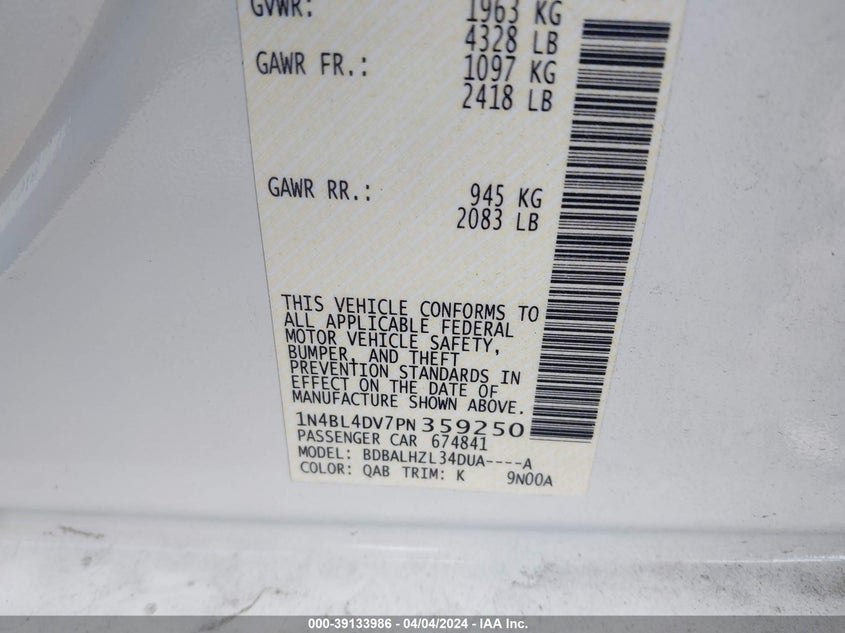 GVWR: 1963 KG
4328 LB
GAWR FR.: 1097 KG
2418 LB
GAWR RR.: 945 KG
2083 LB
THIS VEHICLE CONFORMS TO
ALL APPLICABLE FEDERAL
MOTOR VEHICLE SAFETY,
BUMPER, AND THEFT
PREVENTION STANDARDS IN
EFFECT ON THE DATE OF
MANUFACTURE SHOWN ABOVE.
1N4BL4DV7PN359250
PASSENGER CAR 674841
MODEL: BDBALHZL34DUA----A
COLOR: QAB TRIM: K 9N00A
000-39133986 - 04/04/2024 - IAA Inc.